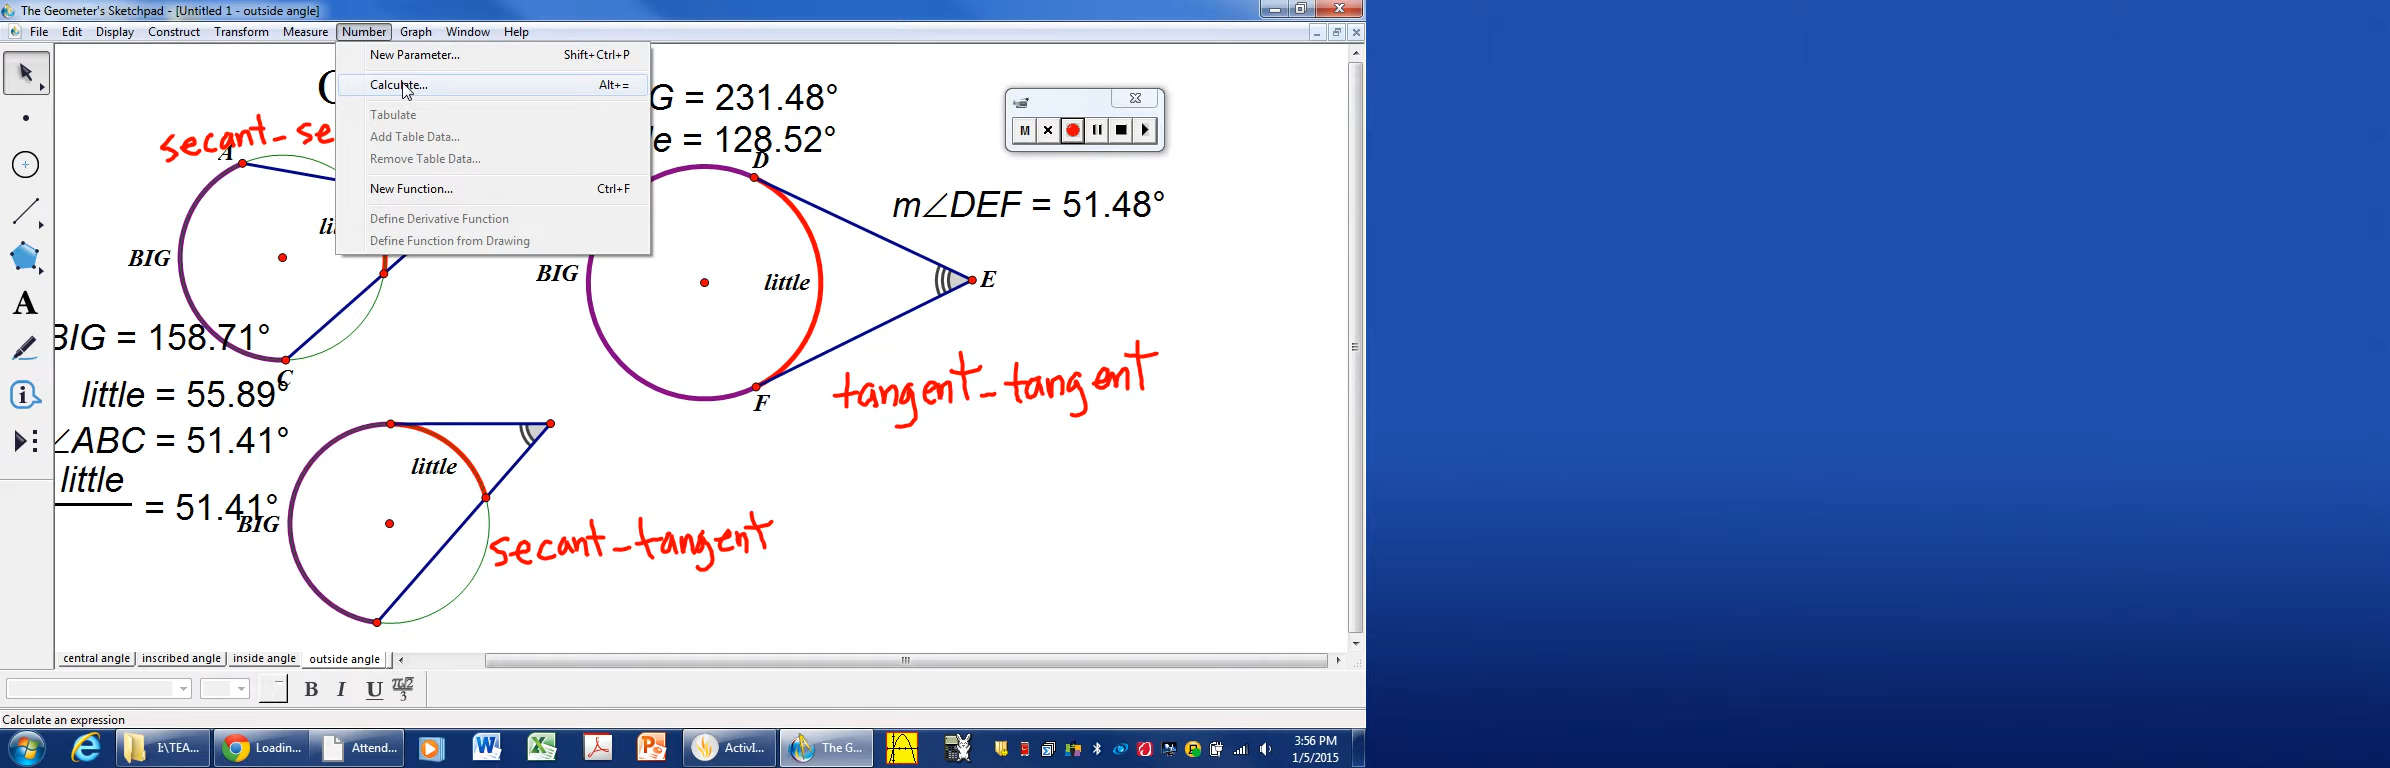 The Geometer's Sketchpad - [Untitled 1 - outside angle]
File Edit Display Construct Transform Measure Number Graph Window Help
New Parameter... Shift+Ctrl+P
Calculate... Alt+=
Tabulate
Add Table Data...
Remove Table Data...
New Function... Ctrl+F
Define Derivative Function
Define Function from Drawing
secant-se
A
BIG
C
G = 231.48°
le = 128.52°
D
m∠DEF = 51.48°
BIG
little
E
F
tangent-tangent
BIG = 158.71°
little = 55.89°
∠ABC = 51.41°
little
= 51.41°
BIG
little
secant-tangent
M
central angle inscribed angle inside angle outside angle
B I U
Calculate an expression
I:\TEA... Loadin... Attend... ActivI... The G...
3:56 PM
1/5/2015